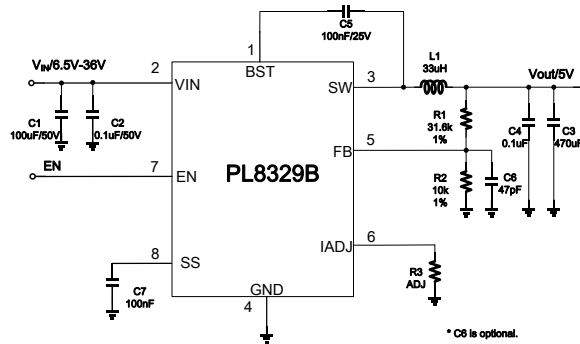 C5
100nF/25V
VIN/6.5V-36V
1
BST
2
VIN
SW
3
L1
33uH
Vout/5V
C1
100uF/50V
C2
0.1uF/50V
R1
31.6k
1%
C4
0.1uF
C3
470uF
5
FB
EN
7
EN
PL8329B
R2
10k
1%
C6
47pF
8
SS
IADJ
6
C7
100nF
GND
4
R3
ADJ
* C6 is optional.